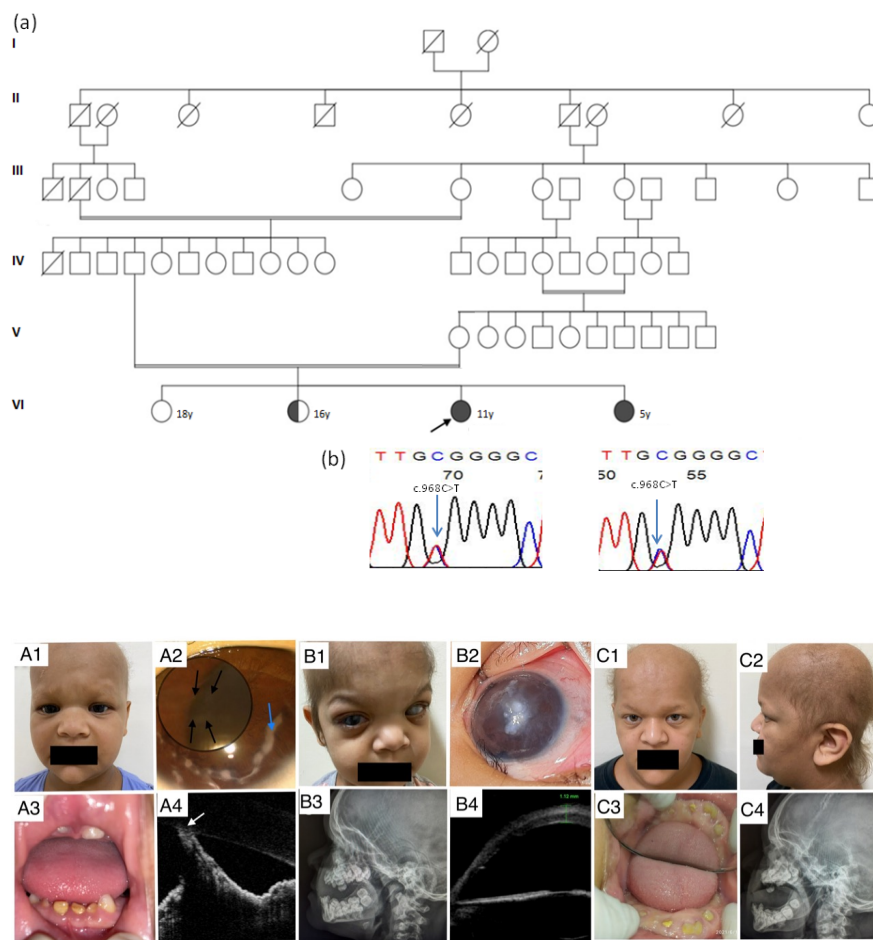 (a)
I
II
III
IV
V
VI
18y
16y
11y
5y
(b)
T T G C G G G G C
70
c.968C>T
T T G C G G G G C
50 55
c.968C>T
A1
A2
B1
B2
C1
C2
A3
A4
B3
B4
1.12 mm
C3
C4